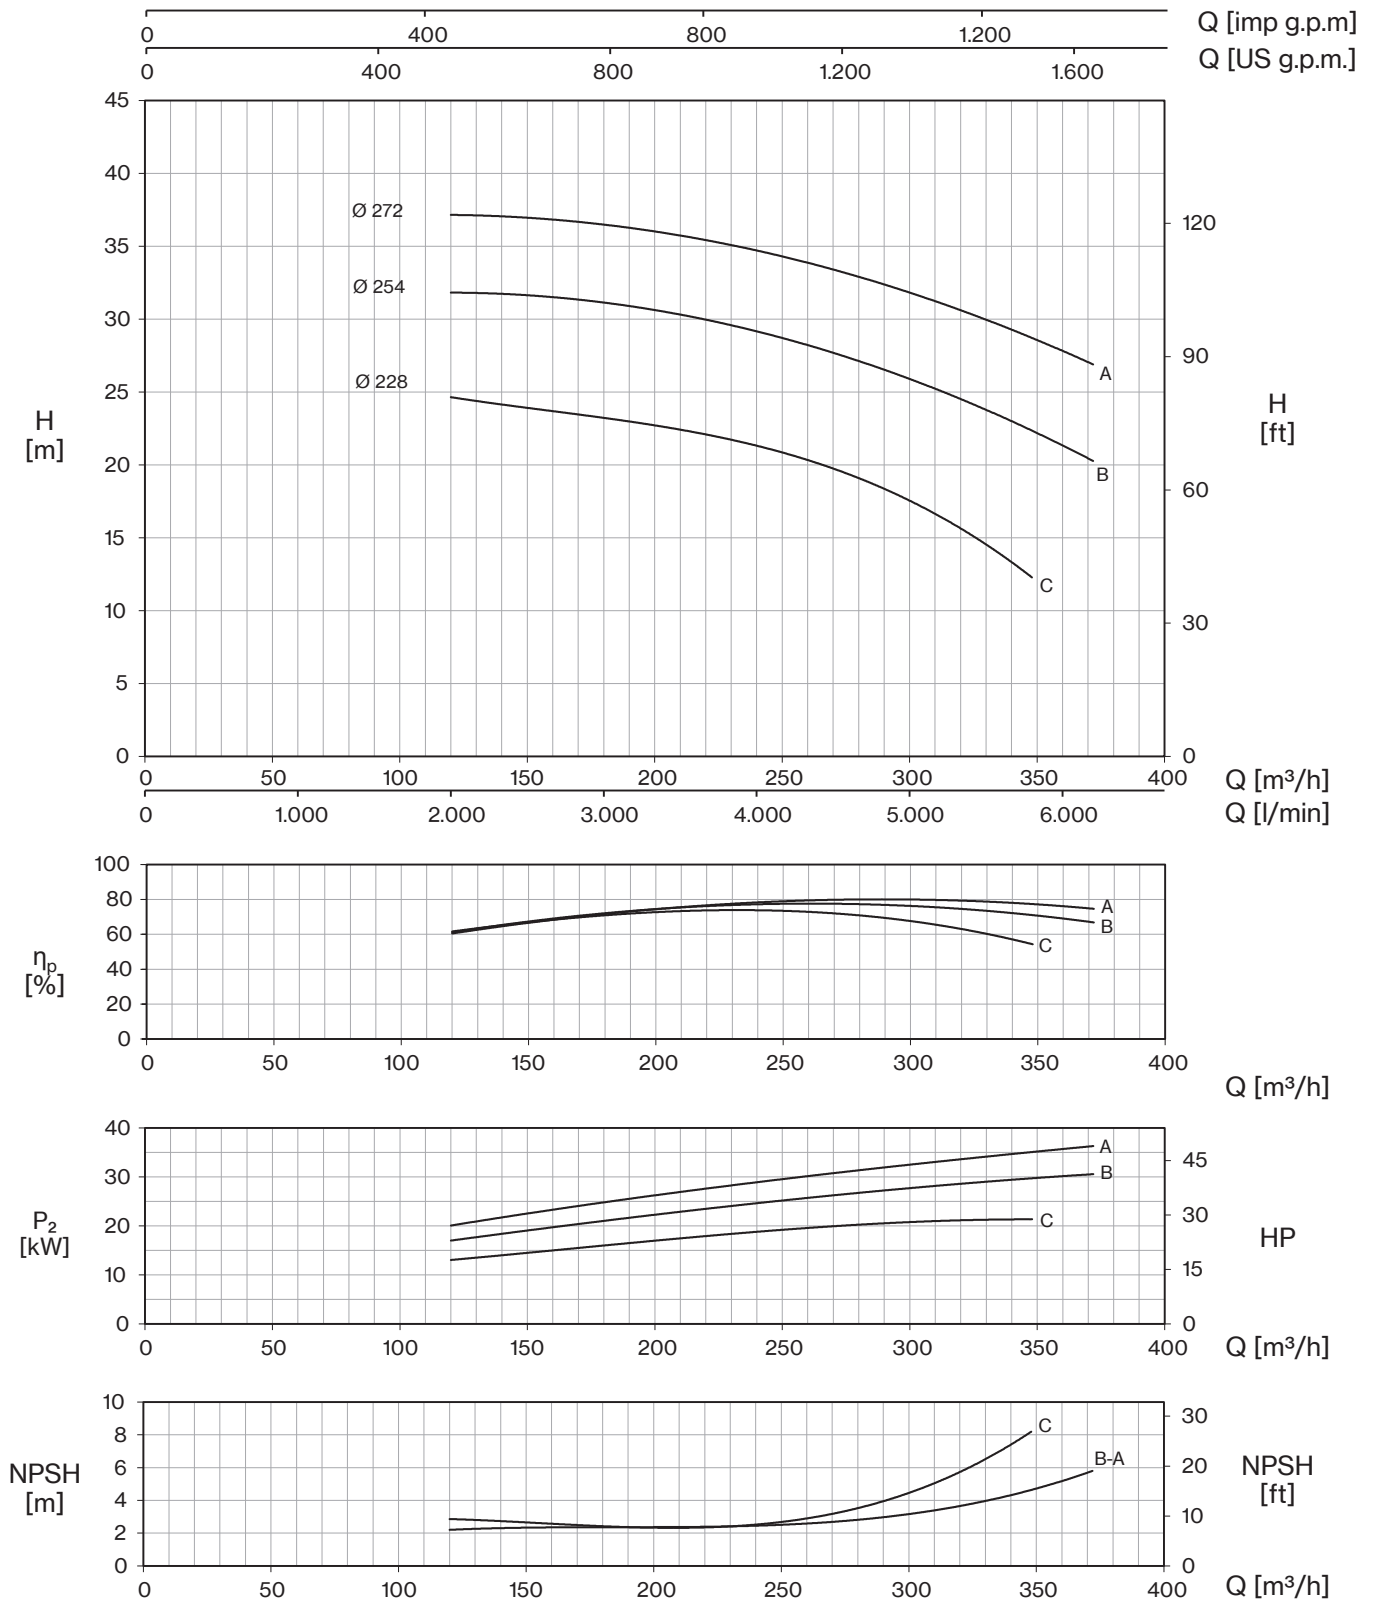 0 400 800 1.200 Q [imp g.p.m]
0 400 800 1.200 1.600 Q [US g.p.m.]
45
40
35
30
25
20
15
10
5
0
H
[m]
Ø 272
Ø 254
Ø 228
A
B
C
120
90
60
30
0
H
[ft]
0 50 100 150 200 250 300 350 400 Q [m³/h]
0 1.000 2.000 3.000 4.000 5.000 6.000 Q [l/min]
100
80
60
40
20
0
ηp
[%]
A
B
C
0 50 100 150 200 250 300 350 400
Q [m³/h]
40
30
20
10
0
P₂
[kW]
A
B
C
45
30
15
0
HP
0 50 100 150 200 250 300 350 400 Q [m³/h]
10
8
6
4
2
0
NPSH
[m]
C
B-A
30
20
10
0
NPSH
[ft]
0 50 100 150 200 250 300 350 400 Q [m³/h]